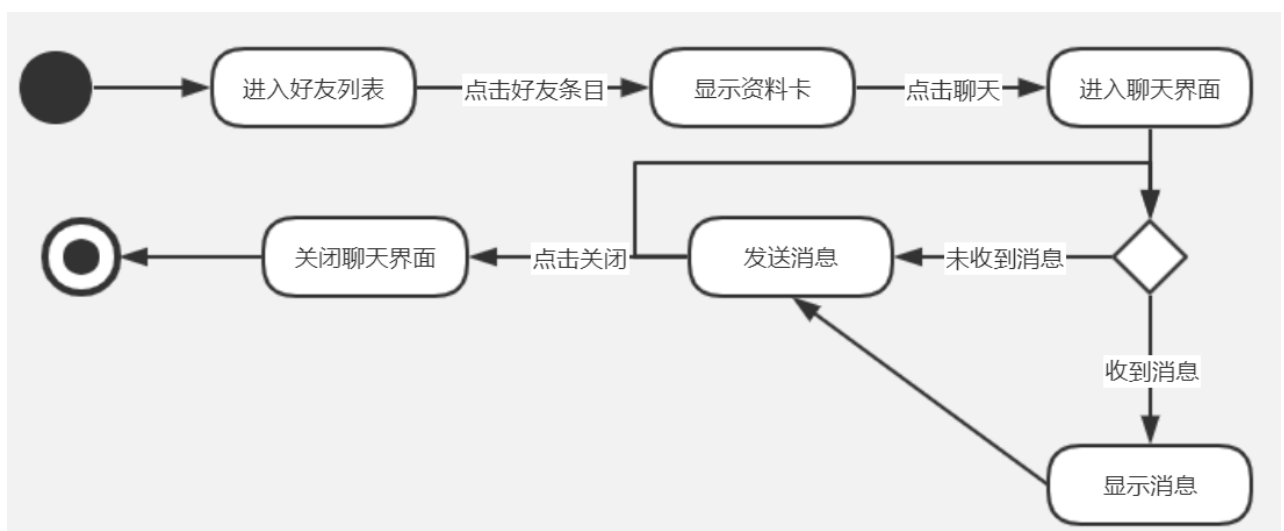 进入好友列表
点击好友条目
显示资料卡
点击聊天
进入聊天界面
关闭聊天界面
点击关闭
发送消息
未收到消息
收到消息
显示消息